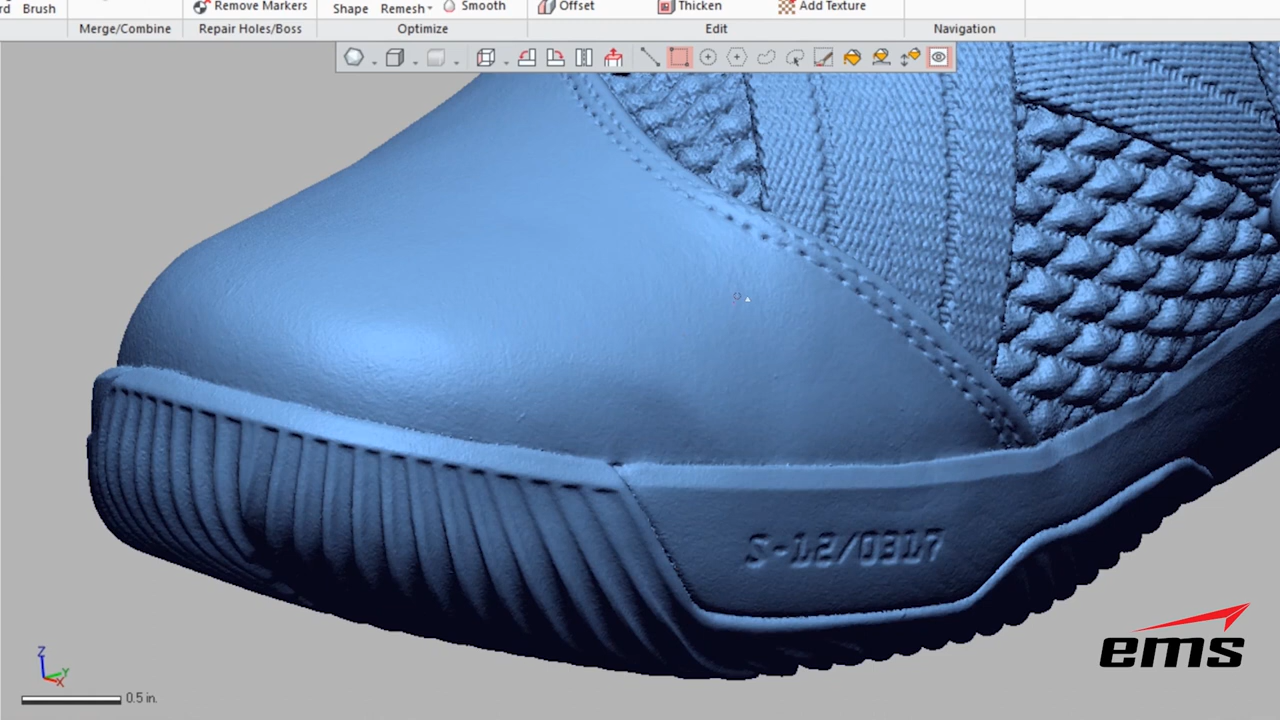 rd Brush
Remove Markers
Shape Remesh
Smooth
Offset
Thicken
Add Texture
Merge/Combine
Repair Holes/Boss
Optimize
Edit
Navigation
S-12/0317
Z
Y
X
0.5 in.
ems